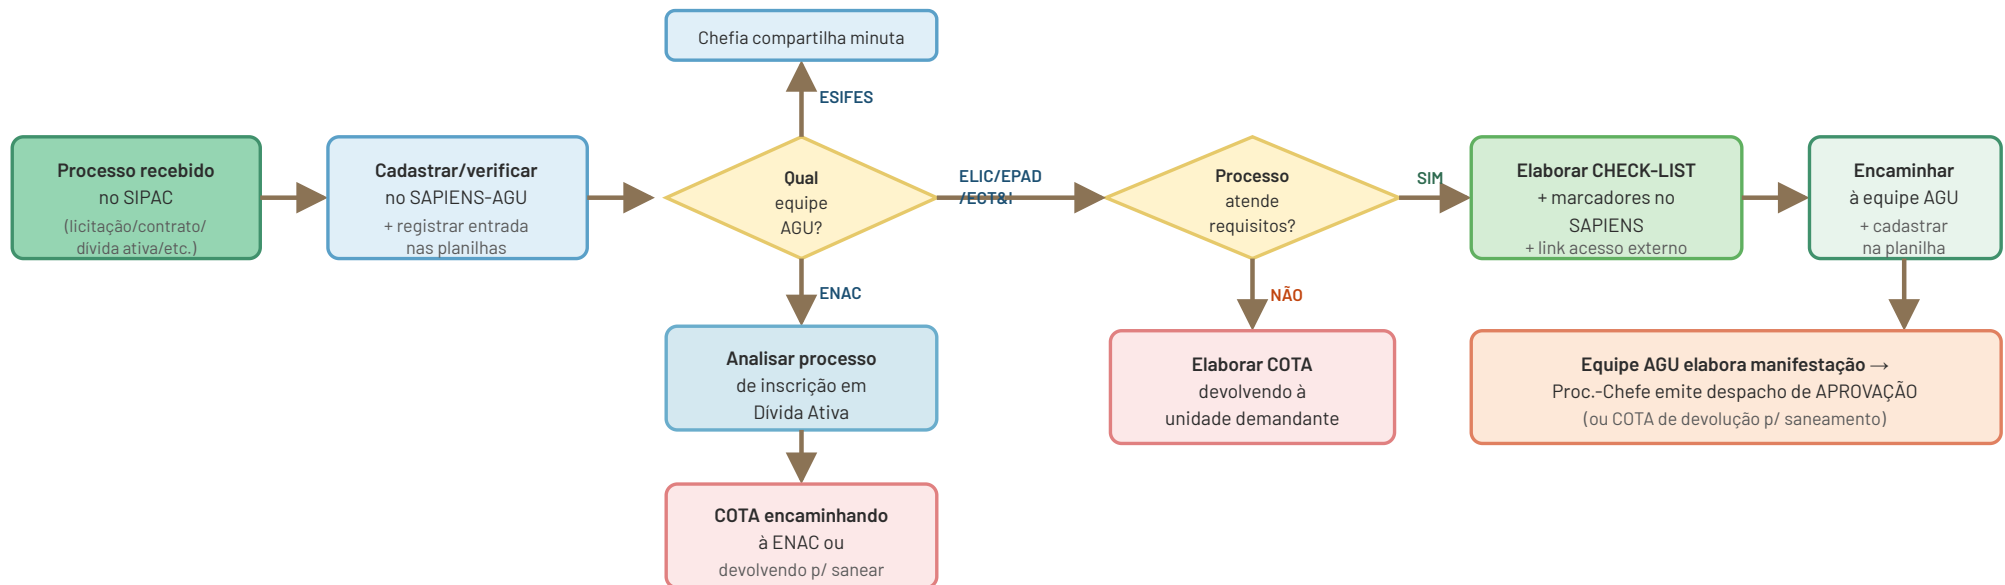 Chefia compartilha minuta
ESIFES
Processo recebido
no SIPAC
(licitação/contrato/
dívida ativa/etc.)
Cadastrar/verificar
no SAPIENS-AGU
+ registrar entrada
nas planilhas
Qual
equipe
AGU?
ELIC/EPAD
/ECT&I
Processo
atende
requisitos?
SIM
Elaborar CHECK-LIST
+ marcadores no
SAPIENS
+ link acesso externo
Encaminhar
à equipe AGU
+ cadastrar
na planilha
ENAC
NÃO
Analisar processo
de inscrição em
Dívida Ativa
Elaborar COTA
devolvendo à
unidade demandante
Equipe AGU elabora manifestação →
Proc.-Chefe emite despacho de APROVAÇÃO
(ou COTA de devolução p/ saneamento)
COTA encaminhando
à ENAC ou
devolvendo p/ sanear